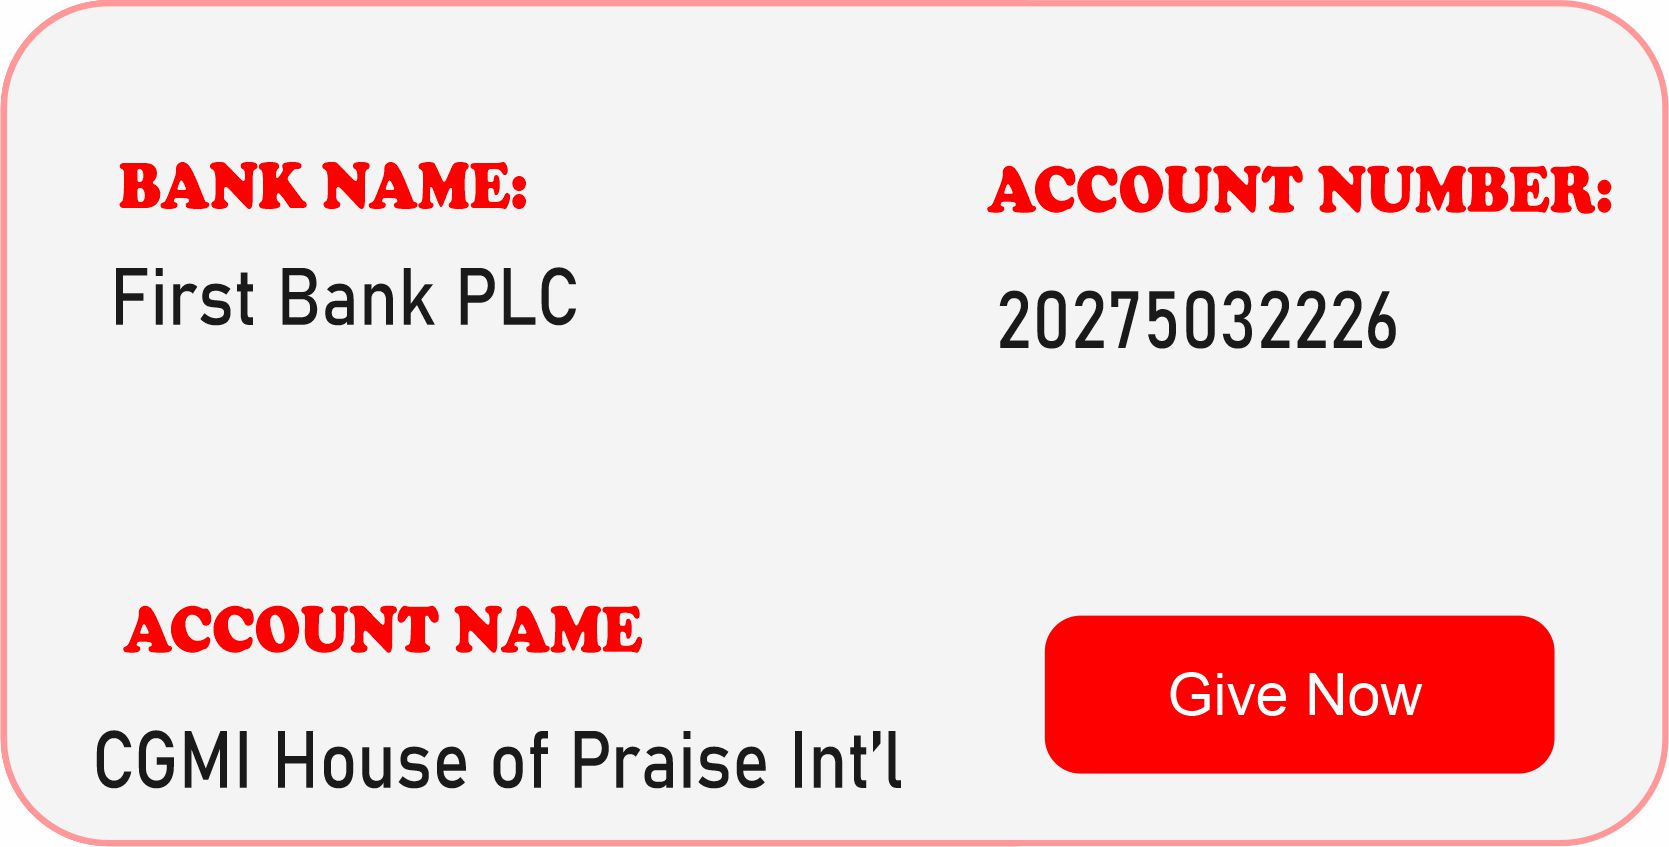 BANK NAME:
First Bank PLC
ACCOUNT NUMBER:
20275032226
ACCOUNT NAME
CGMI House of Praise Int'l
Give Now